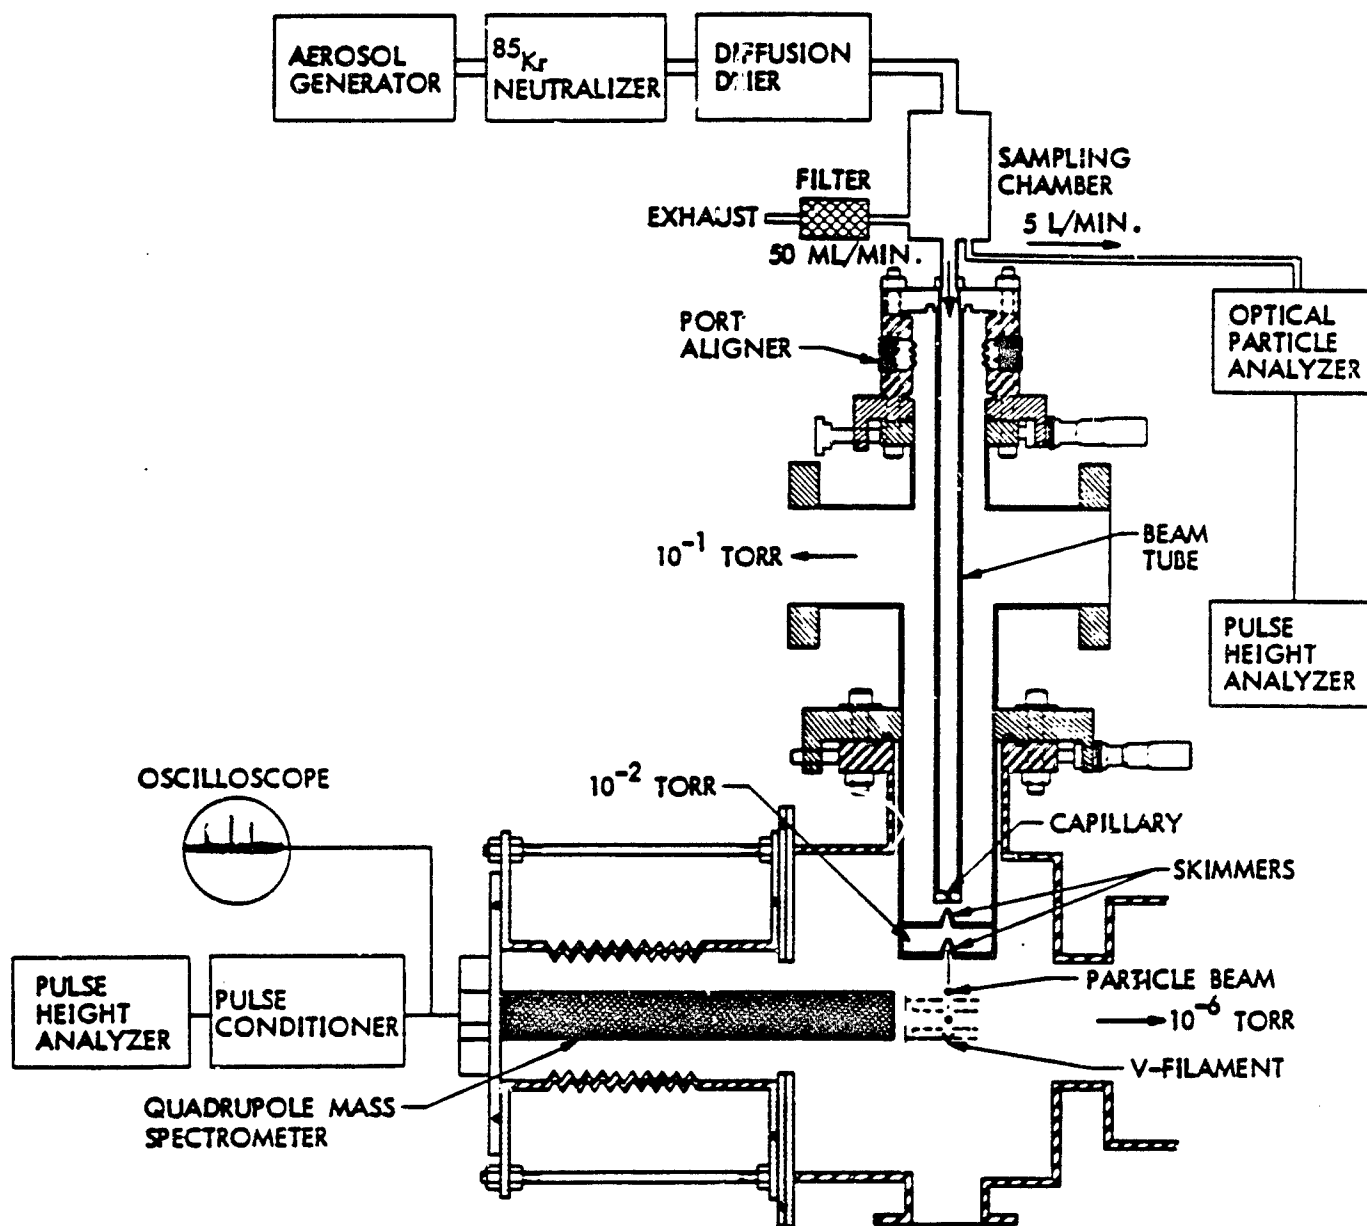 AEROSOL
GENERATOR
85Kr
NEUTRALIZER
DIFFUSION
DRIER
SAMPLING
CHAMBER
FILTER
EXHAUST
5 L/MIN.
50 ML/MIN.
PORT
ALIGNER
OPTICAL
PARTICLE
ANALYZER
10⁻¹ TORR
BEAM
TUBE
PULSE
HEIGHT
ANALYZER
OSCILLOSCOPE
10⁻² TORR
CAPILLARY
SKIMMERS
PULSE
HEIGHT
ANALYZER
PULSE
CONDITIONER
PARTICLE BEAM
10⁻⁶ TORR
V-FILAMENT
QUADRUPOLE MASS
SPECTROMETER